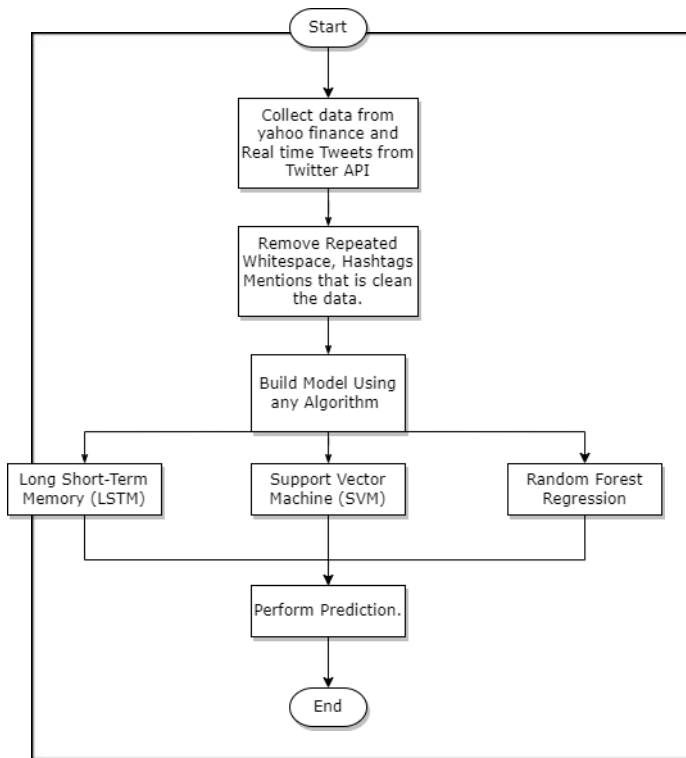 Start
Collect data from
yahoo finance and
Real time Tweets from
Twitter API
Remove Repeated
Whitespace, Hashtags
Mentions that is clean
the data.
Build Model Using
any Algorithm
Long Short-Term
Memory (LSTM)
Support Vector
Machine (SVM)
Random Forest
Regression
Perform Prediction.
End